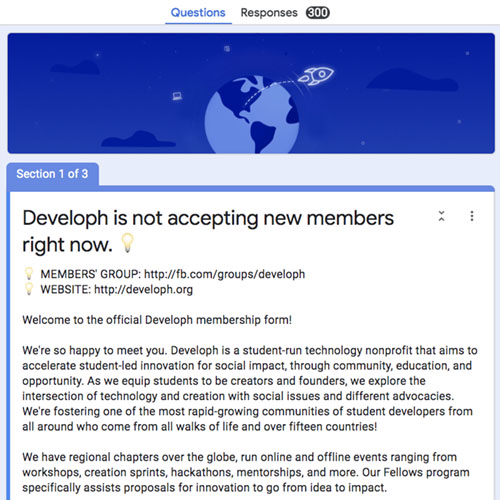 Questions Responses 300
Section 1 of 3
Developh is not accepting new members
right now. 💡
💡 MEMBERS' GROUP: http://fb.com/groups/developh
💡 WEBSITE: http://developh.org
Welcome to the official Developh membership form!
We're so happy to meet you. Developh is a student-run technology nonprofit that aims to
accelerate student-led innovation for social impact, through community, education, and
opportunity. As we equip students to be creators and founders, we explore the
intersection of technology and creation with social issues and different advocacies.
We're fostering one of the most rapid-growing communities of student developers from
all around who come from all walks of life and over fifteen countries!
We have regional chapters over the globe, run online and offline events ranging from
workshops, creation sprints, hackathons, mentorships, and more. Our Fellows program
specifically assists proposals for innovation to go from idea to impact.